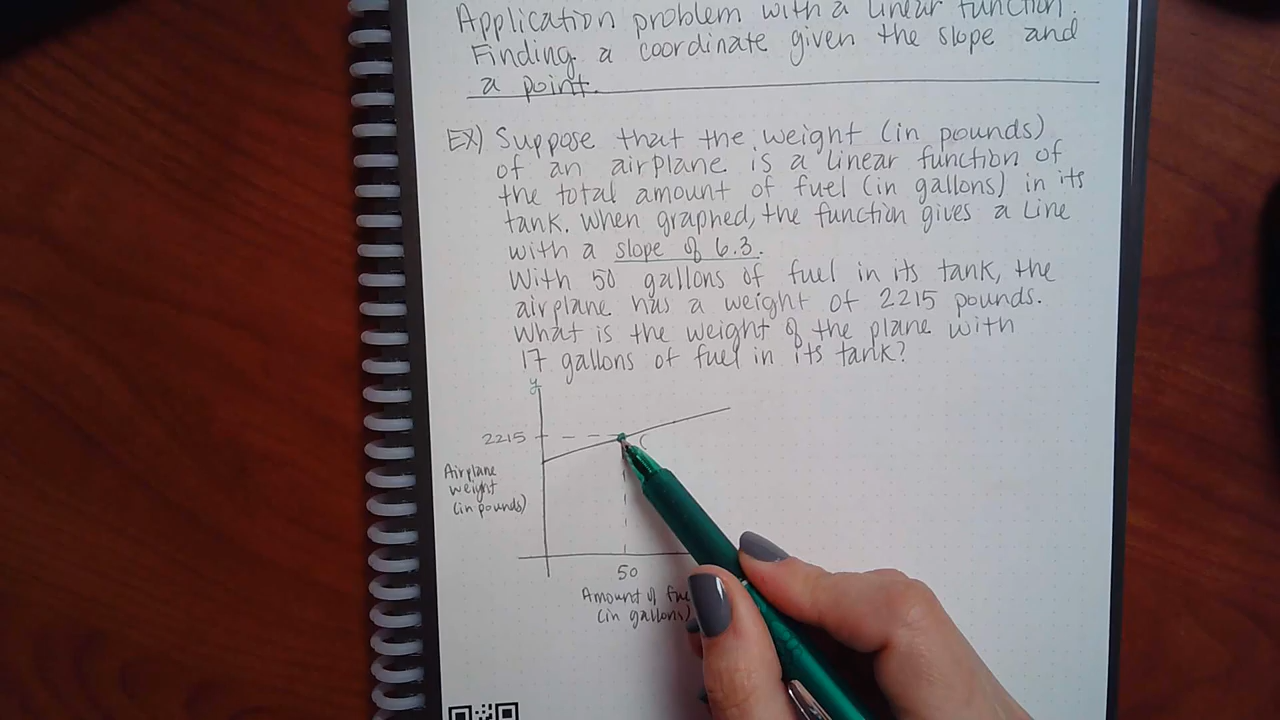 Application problem with a linear function.
Finding a coordinate given the slope and
a point.
EX) Suppose that the weight (in pounds)
of an airplane is a linear function of
the total amount of fuel (in gallons) in its
tank. When graphed, the function gives a line
with a slope of 6.3.
With 50 gallons of fuel in its tank, the
airplane has a weight of 2215 pounds.
What is the weight of the plane with
17 gallons of fuel in its tank?
y
2215
Airplane
weight
(in pounds)
50
Amount of
(in gallons)